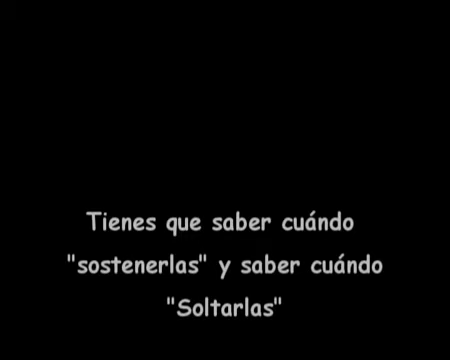 Tienes que saber cuándo
"sostenerlas" y saber cuándo
"Soltarlas"